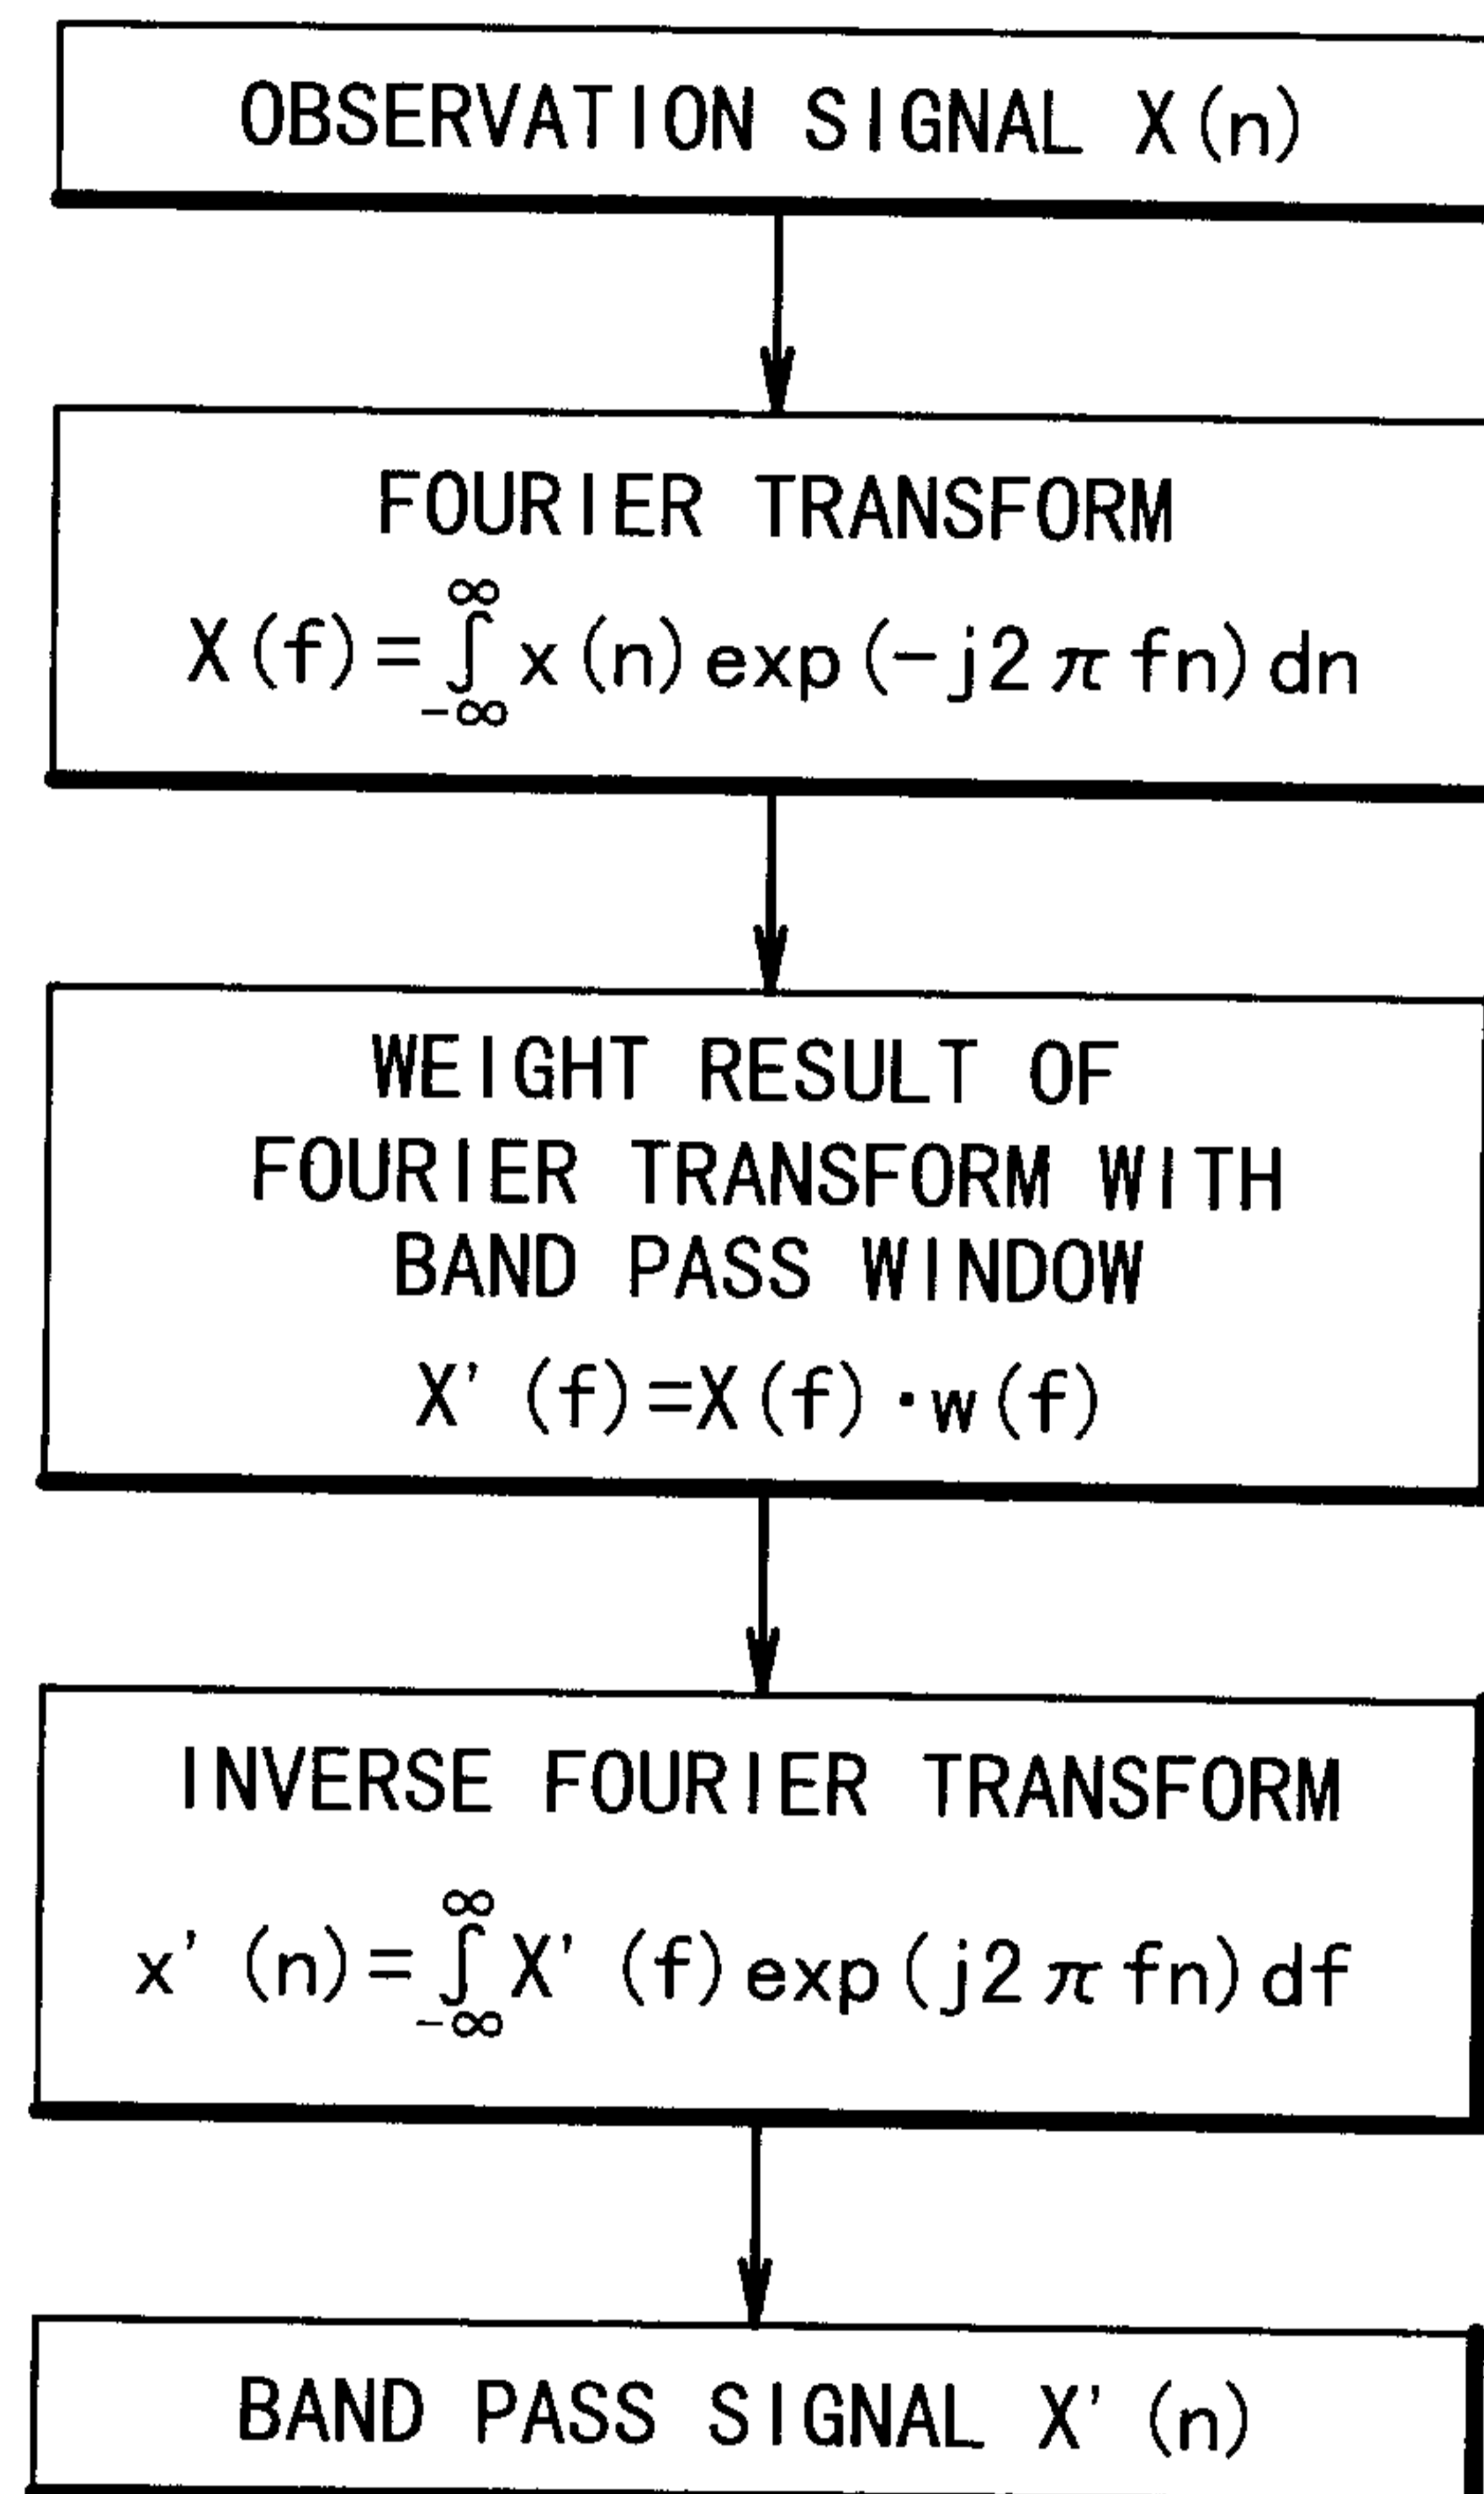 OBSERVATION SIGNAL X(n)
FOURIER TRANSFORM
X(f)=∫_{-∞}^{∞} x(n)exp(-j2πfn)dn
WEIGHT RESULT OF
FOURIER TRANSFORM WITH
BAND PASS WINDOW
X'(f)=X(f)·w(f)
INVERSE FOURIER TRANSFORM
x'(n)=∫_{-∞}^{∞} X'(f)exp(j2πfn)df
BAND PASS SIGNAL X'(n)